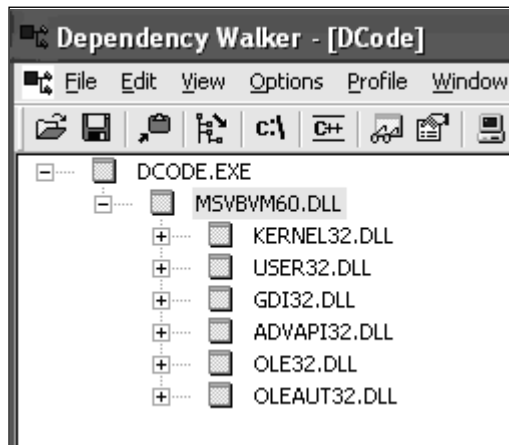 Dependency Walker - [DCode]
File Edit View Options Profile Window
c:\ C++
DCODE.EXE
MSVBVM60.DLL
KERNEL32.DLL
USER32.DLL
GDI32.DLL
ADVAPI32.DLL
OLE32.DLL
OLEAUT32.DLL